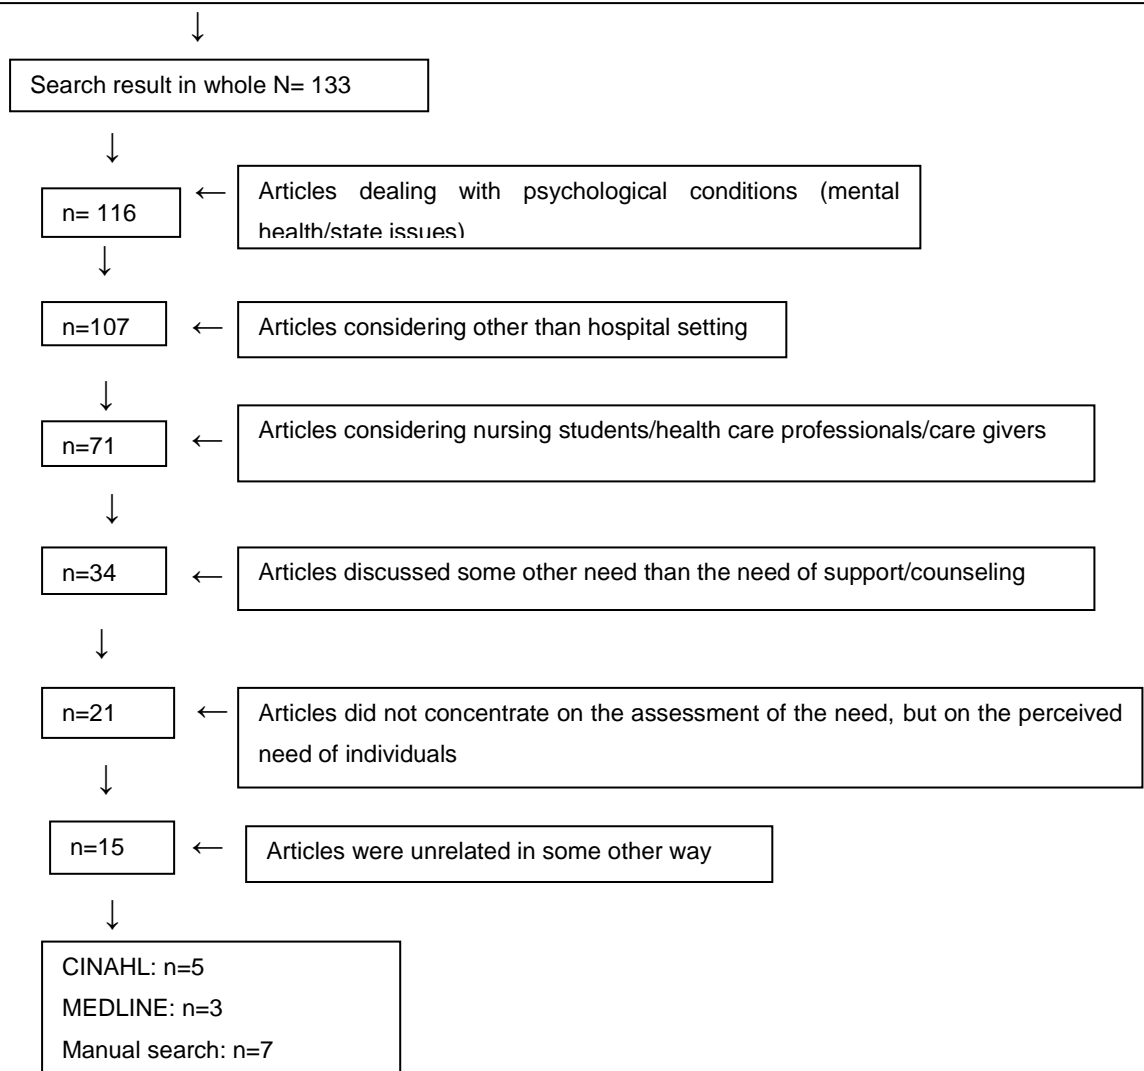 Search result in whole N= 133
n= 116
Articles dealing with psychological conditions (mental
health/state issues)
n=107
Articles considering other than hospital setting
n=71
Articles considering nursing students/health care professionals/care givers
n=34
Articles discussed some other need than the need of support/counseling
n=21
Articles did not concentrate on the assessment of the need, but on the perceived
need of individuals
n=15
Articles were unrelated in some other way
CINAHL: n=5
MEDLINE: n=3
Manual search: n=7